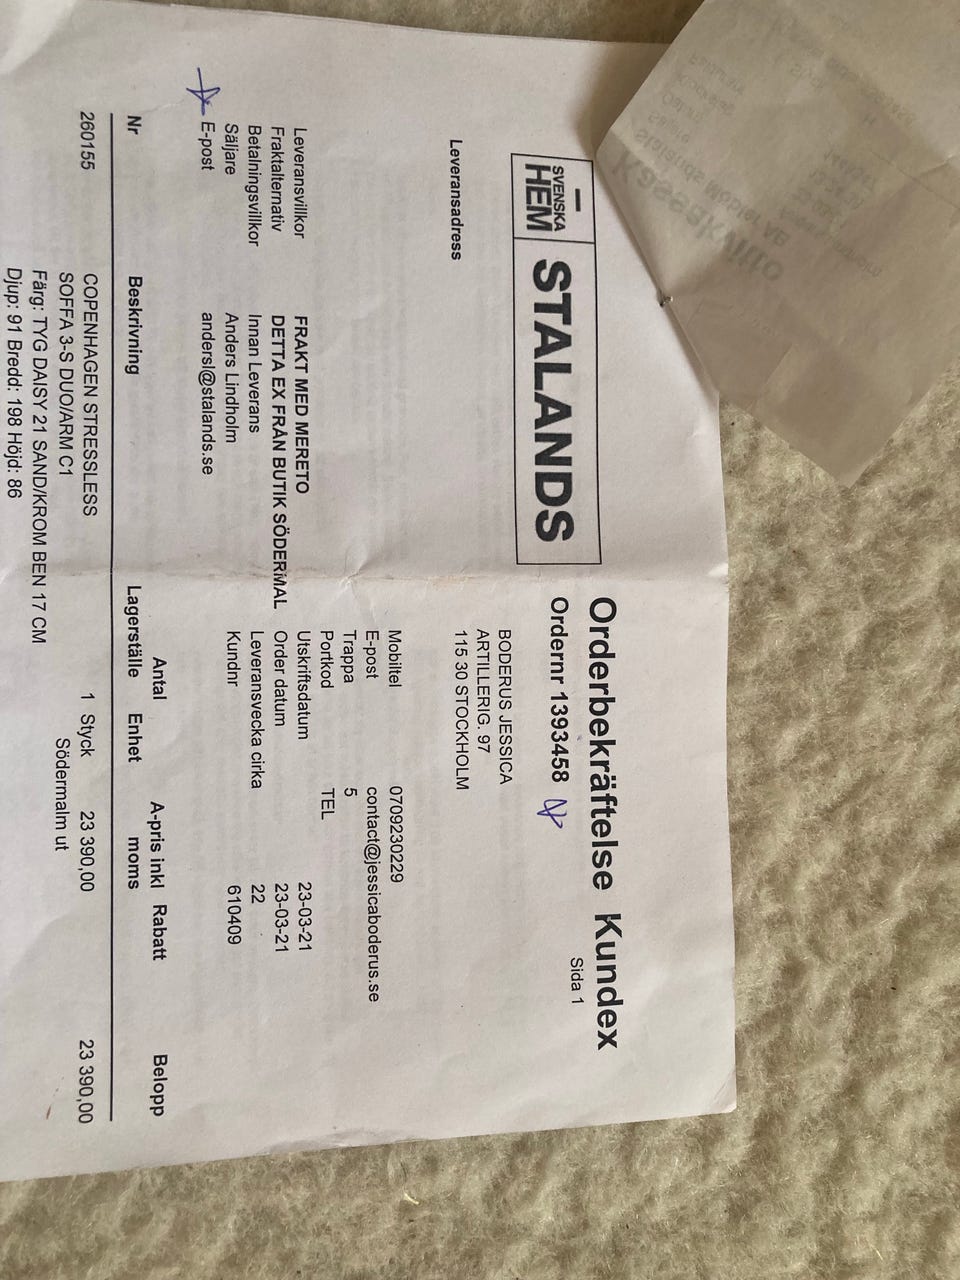 SVENSKA
HEM
STALANDS
Orderbekräftelse Kundex
Sida 1
Ordernr 1393458
BODERUS JESSICA
ARTILLERIG. 97
115 30 STOCKHOLM
Leveransadress
Mobiltel 0709230229
E-post contact@jessicaboderus.se
Trappa 5
Portkod TEL
Leveransvillkor FRAKT MED MERETO
Utskriftsdatum 23-03-21
Fraktalternativ DETTA EX FRÅN BUTIK SÖDERMAL
Order datum 23-03-21
Betalningsvillkor Innan Leverans
Leveransvecka cirka 22
Säljare Anders Lindholm
Kundnr 610409
E-post andersl@stalands.se
Nr Beskrivning Antal Enhet A-pris inkl moms Rabatt Belopp
Lagerställe
260155 COPENHAGEN STRESSLESS 1 Styck 23 390,00 23 390,00
SOFFA 3-S DUO/ARM C1 Södermalm ut
Färg: TYG DAISY 21 SAND/KROM BEN 17 CM
Djup: 91 Bredd: 198 Höjd: 86
Kassakvitto
Stalands Möbler AB